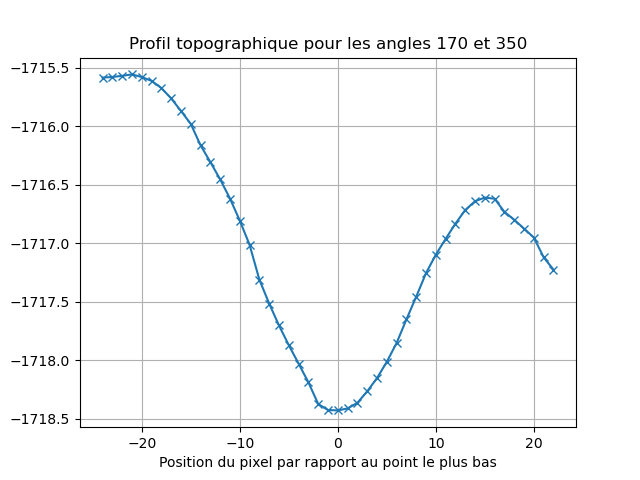 Profil topographique pour les angles 170 et 350
−1715.5
−1716.0
−1716.5
−1717.0
−1717.5
−1718.0
−1718.5
−20 −10 0 10 20
Position du pixel par rapport au point le plus bas